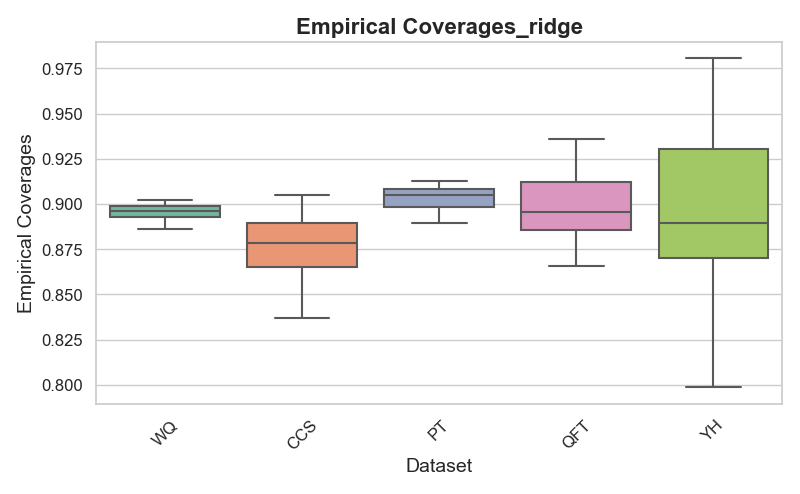 Empirical Coverages_ridge
Empirical Coverages
0.975
0.950
0.925
0.900
0.875
0.850
0.825
0.800
WQ
CCS
PT
QFT
YH
Dataset